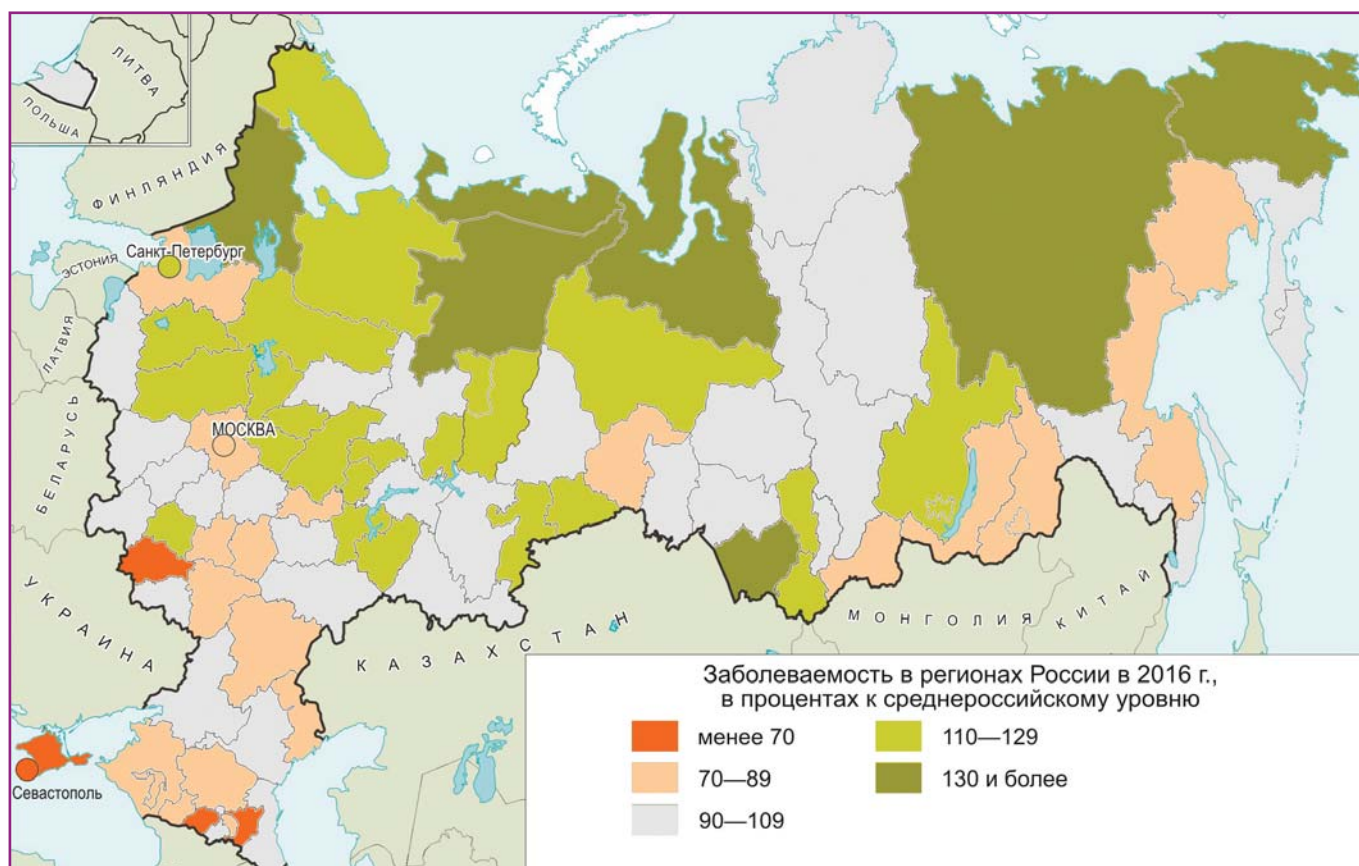 ЛИТВА
ПОЛЬША
ФИНЛЯНДИЯ
Санкт-Петербург
ЭСТОНИЯ
ЛАТВИЯ
БЕЛАРУСЬ
МОСКВА
УКРАИНА
КАЗАХСТАН
МОНГОЛИЯ
КИТАЙ
Севастополь
Заболеваемость в регионах России в 2016 г.,
в процентах к среднероссийскому уровню
менее 70
70—89
90—109
110—129
130 и более